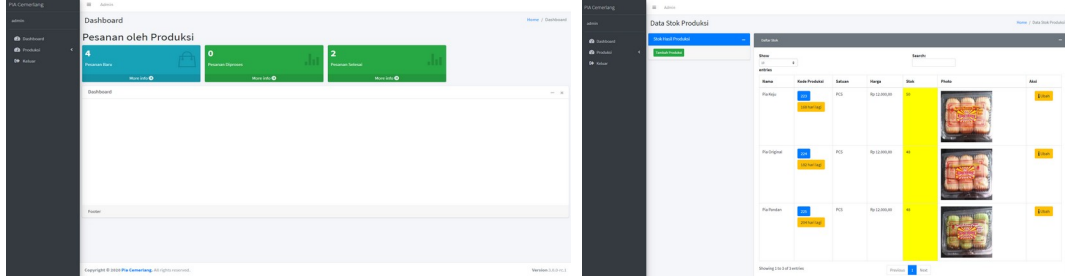 PIA Cemerlang
Admin
admin
Dashboard
Produksi
Keluar
Dashboard
Home / Dashboard
Pesanan oleh Produksi
4
Pesanan Baru
More info
0
Pesanan Diproses
More info
2
Pesanan Selesai
More info
Dashboard
Footer
Copyright © 2020 Pia Cemerlang. All rights reserved.
Version
PIA Cemerlang
Admin
admin
Dashboard
Produksi
Keluar
Data Stok Produksi
Home / Data Stok Produksi
Stok Hasil Produksi
Tambah Produksi
Daftar Stok
Show
entries
Search:
Nama Kode Produksi Satuan Harga Stok Photo Aksi
Pia Keju PCS Rp 12.000,00
Pia Original PCS Rp 12.000,00
Pia Pandan PCS Rp 12.000,00
Showing 1 to 3 of 3 entries
Previous 1 Next